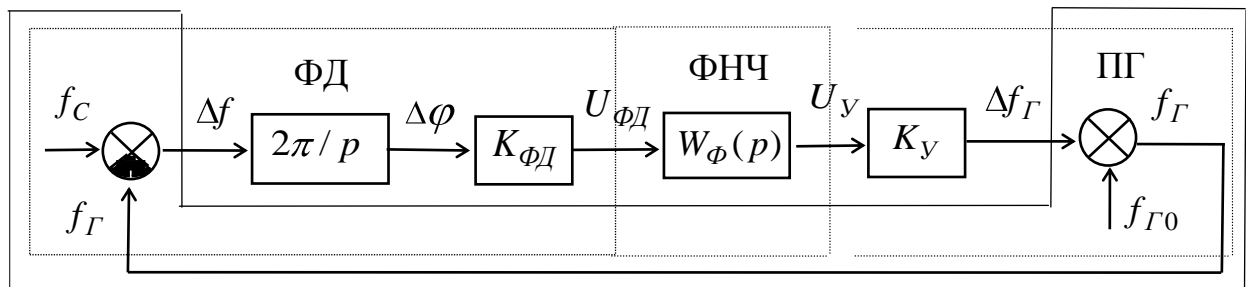 ФД ФНЧ ПГ
f_C Δf Δφ U_ФД U_У Δf_Г f_Г
2π / p K_ФД W_Ф(p) K_У
f_Г f_Г0